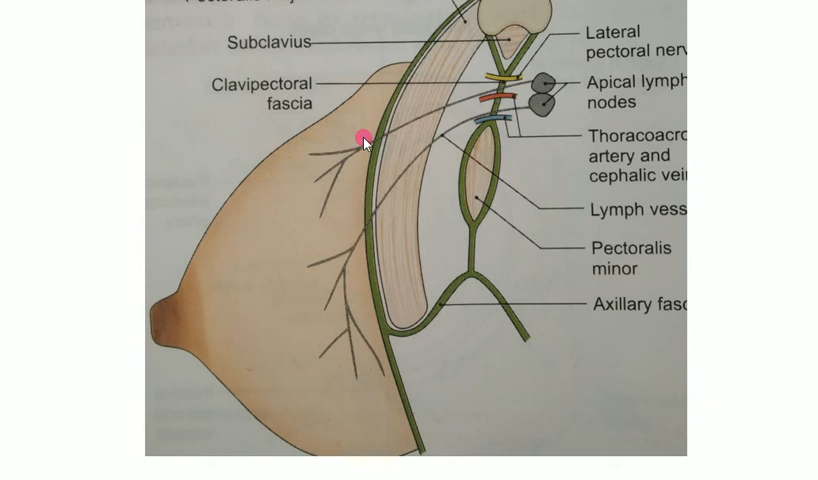 Subclavius
Lateral
pectoral nerv
Clavipectoral
fascia
Apical lymph
nodes
Thoracoacro
artery and
cephalic vei
Lymph vess
Pectoralis
minor
Axillary fasc